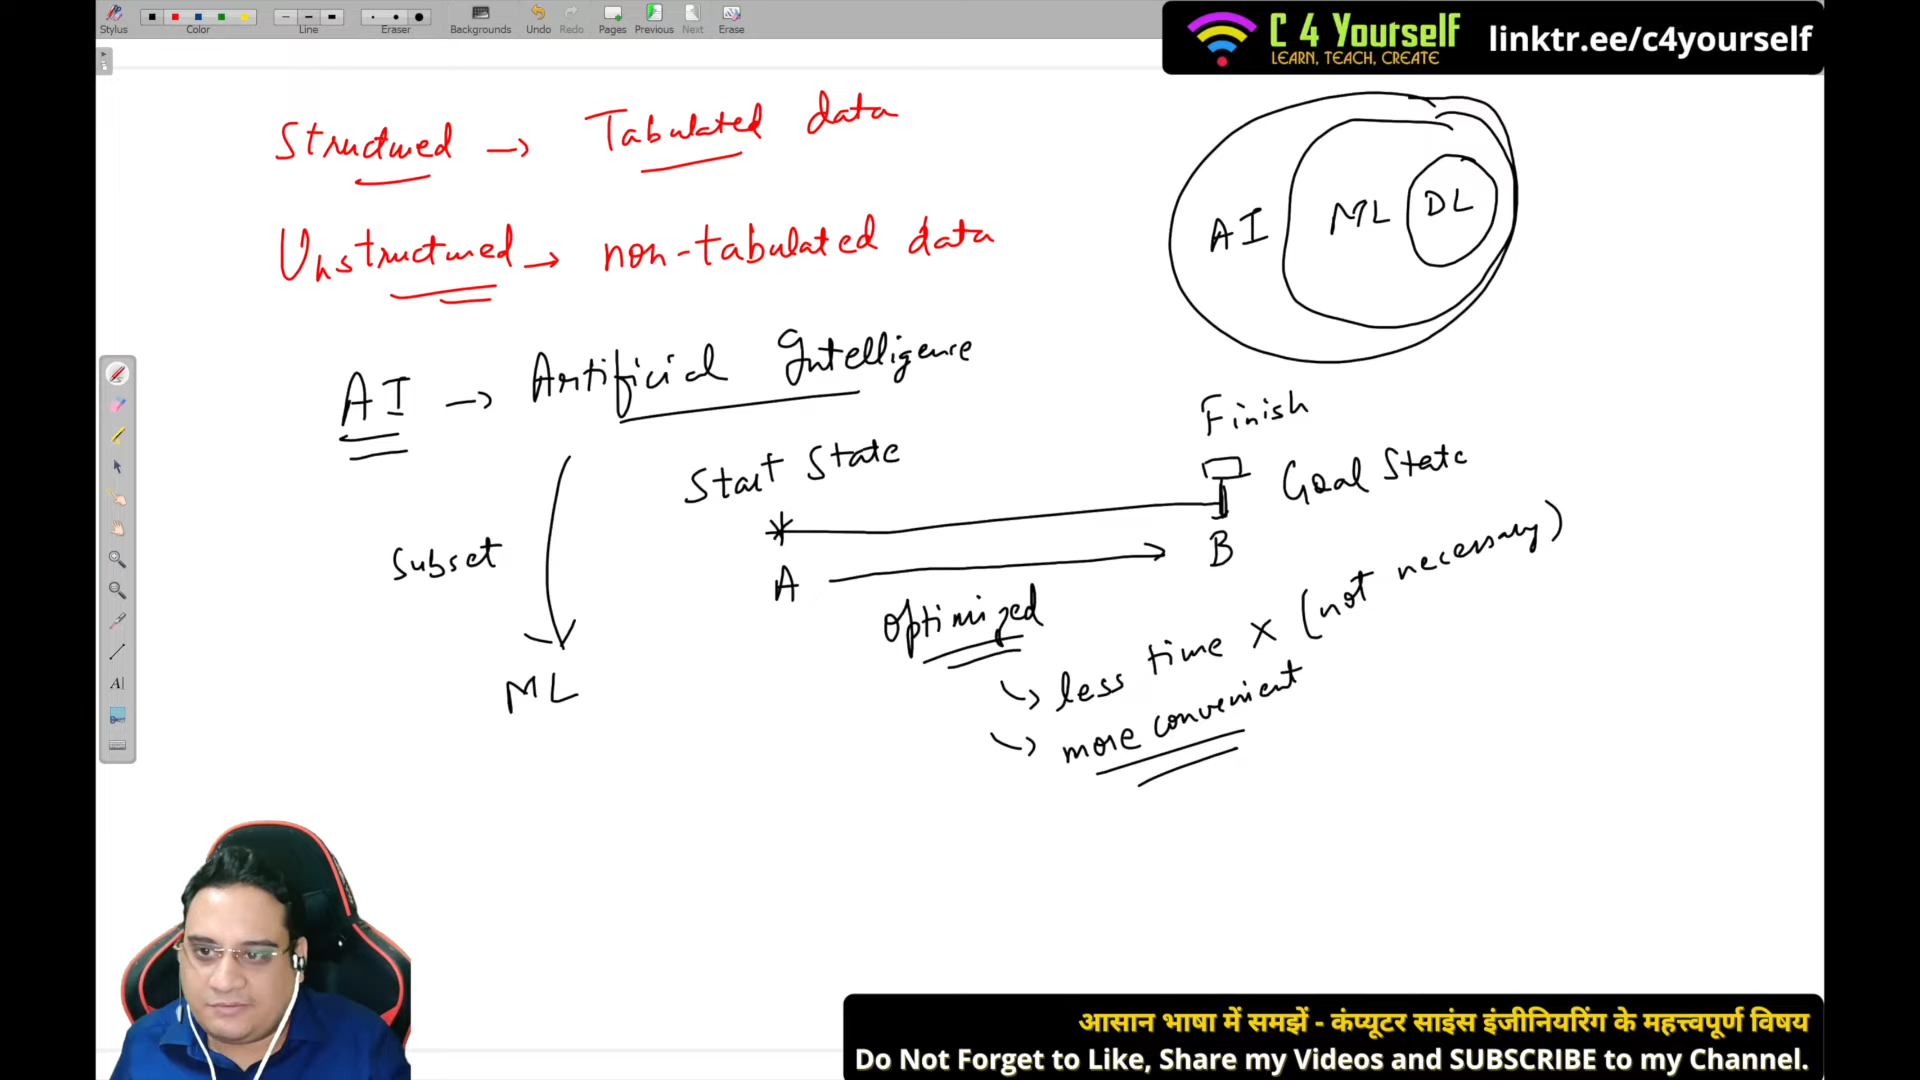 Stylus
Color
Line
Eraser
Backgrounds
Undo
Redo
Pages
Previous
Next
Erase
C 4 Yourself
LEARN, TEACH, CREATE
linktr.ee/c4yourself
Structured → Tabulated data
Unstructured → non-tabulated data
AI ML DL
AI → Artificial Intelligence
Finish
Start State
Goal State
Subset
A
B
Optimized
↳ less time X (not necessary)
↳ more convenient
ML
आसान भाषा में समझें - कंप्यूटर साइंस इंजीनियरिंग के महत्त्वपूर्ण विषय
Do Not Forget to Like, Share my Videos and SUBSCRIBE to my Channel.